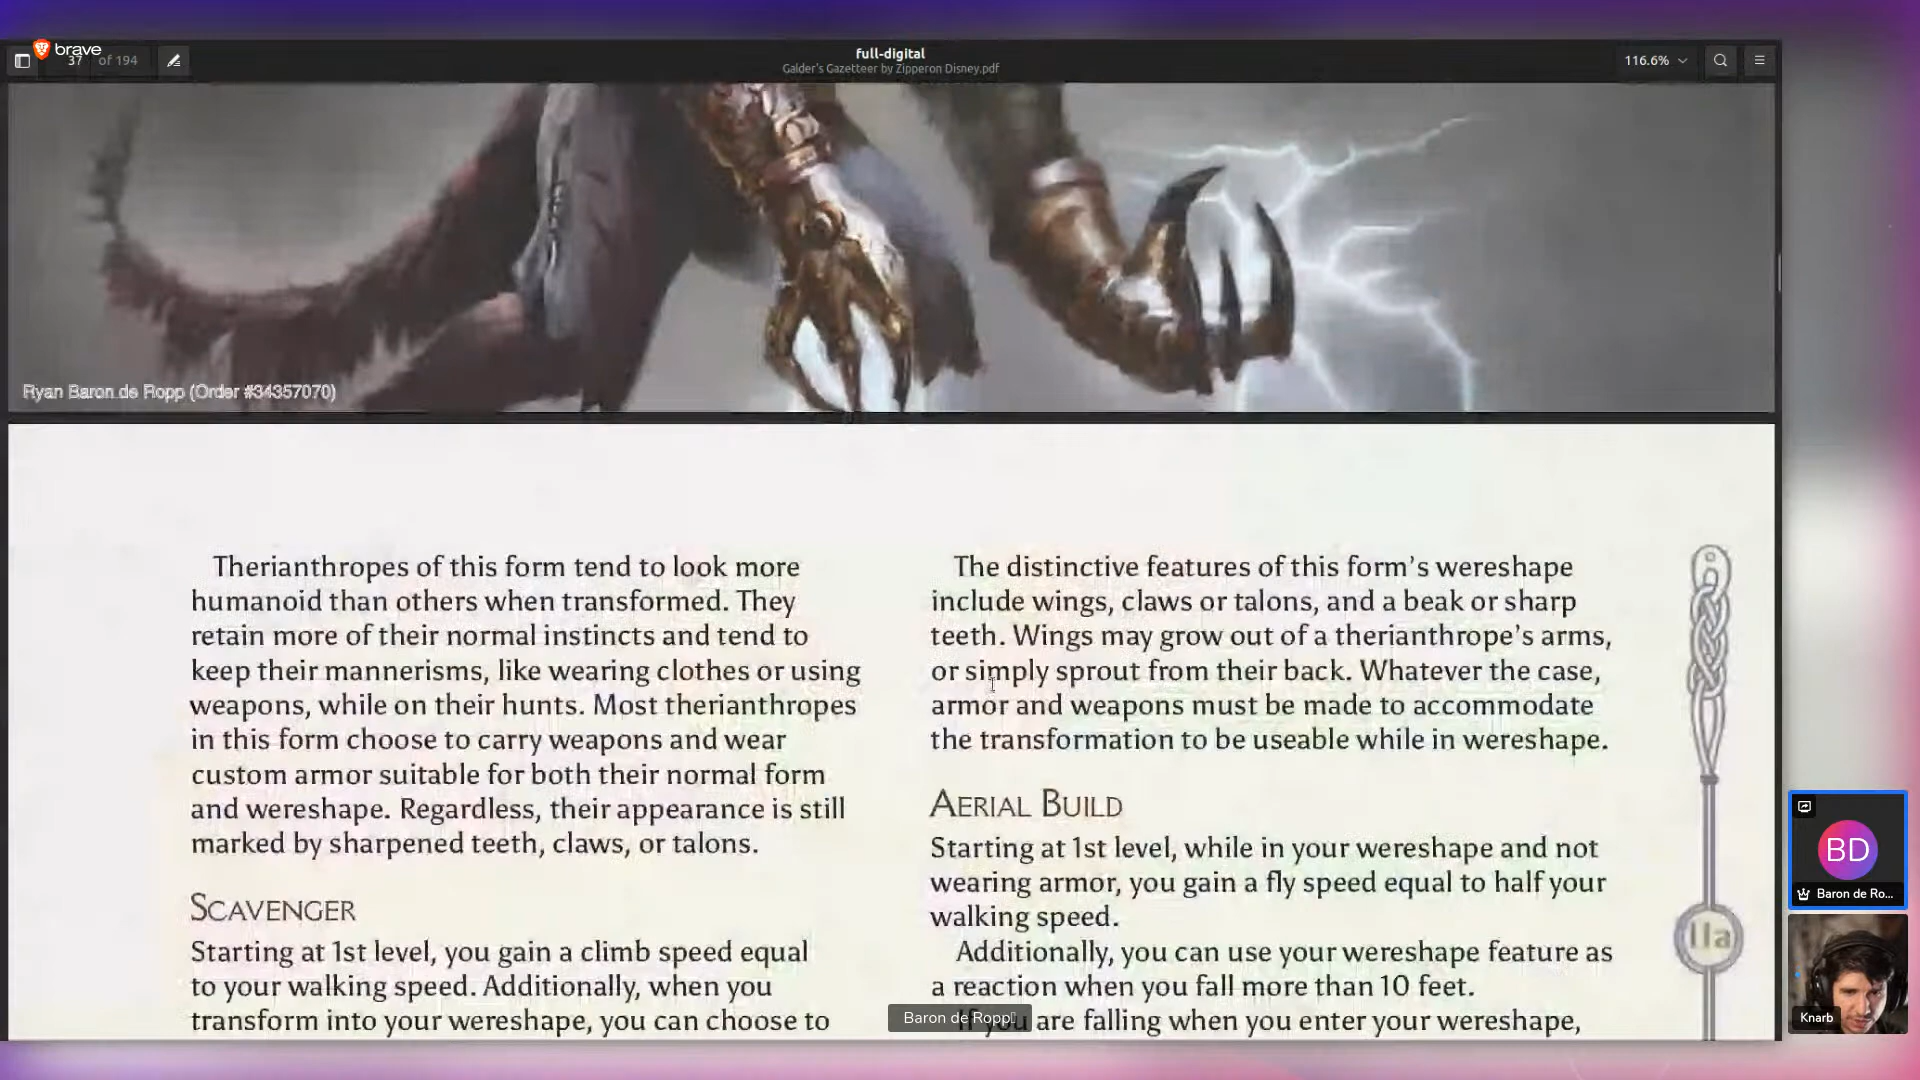 brave
37 of 194
full-digital
Galder's Gazetteer by Zipperon Disney.pdf
116.6%
Ryan Baron de Ropp (Order #34357070)
Therianthropes of this form tend to look more
humanoid than others when transformed. They
retain more of their normal instincts and tend to
keep their mannerisms, like wearing clothes or using
weapons, while on their hunts. Most therianthropes
in this form choose to carry weapons and wear
custom armor suitable for both their normal form
and wereshape. Regardless, their appearance is still
marked by sharpened teeth, claws, or talons.
SCAVENGER
Starting at 1st level, you gain a climb speed equal
to your walking speed. Additionally, when you
transform into your wereshape, you can choose to
The distinctive features of this form's wereshape
include wings, claws or talons, and a beak or sharp
teeth. Wings may grow out of a therianthrope's arms,
or simply sprout from their back. Whatever the case,
armor and weapons must be made to accommodate
the transformation to be useable while in wereshape.
AERIAL BUILD
Starting at 1st level, while in your wereshape and not
wearing armor, you gain a fly speed equal to half your
walking speed.
Additionally, you can use your wereshape feature as
a reaction when you fall more than 10 feet.
If you are falling when you enter your wereshape,
11a
Baron de Ropp
BD
Baron de Ro...
Knarb